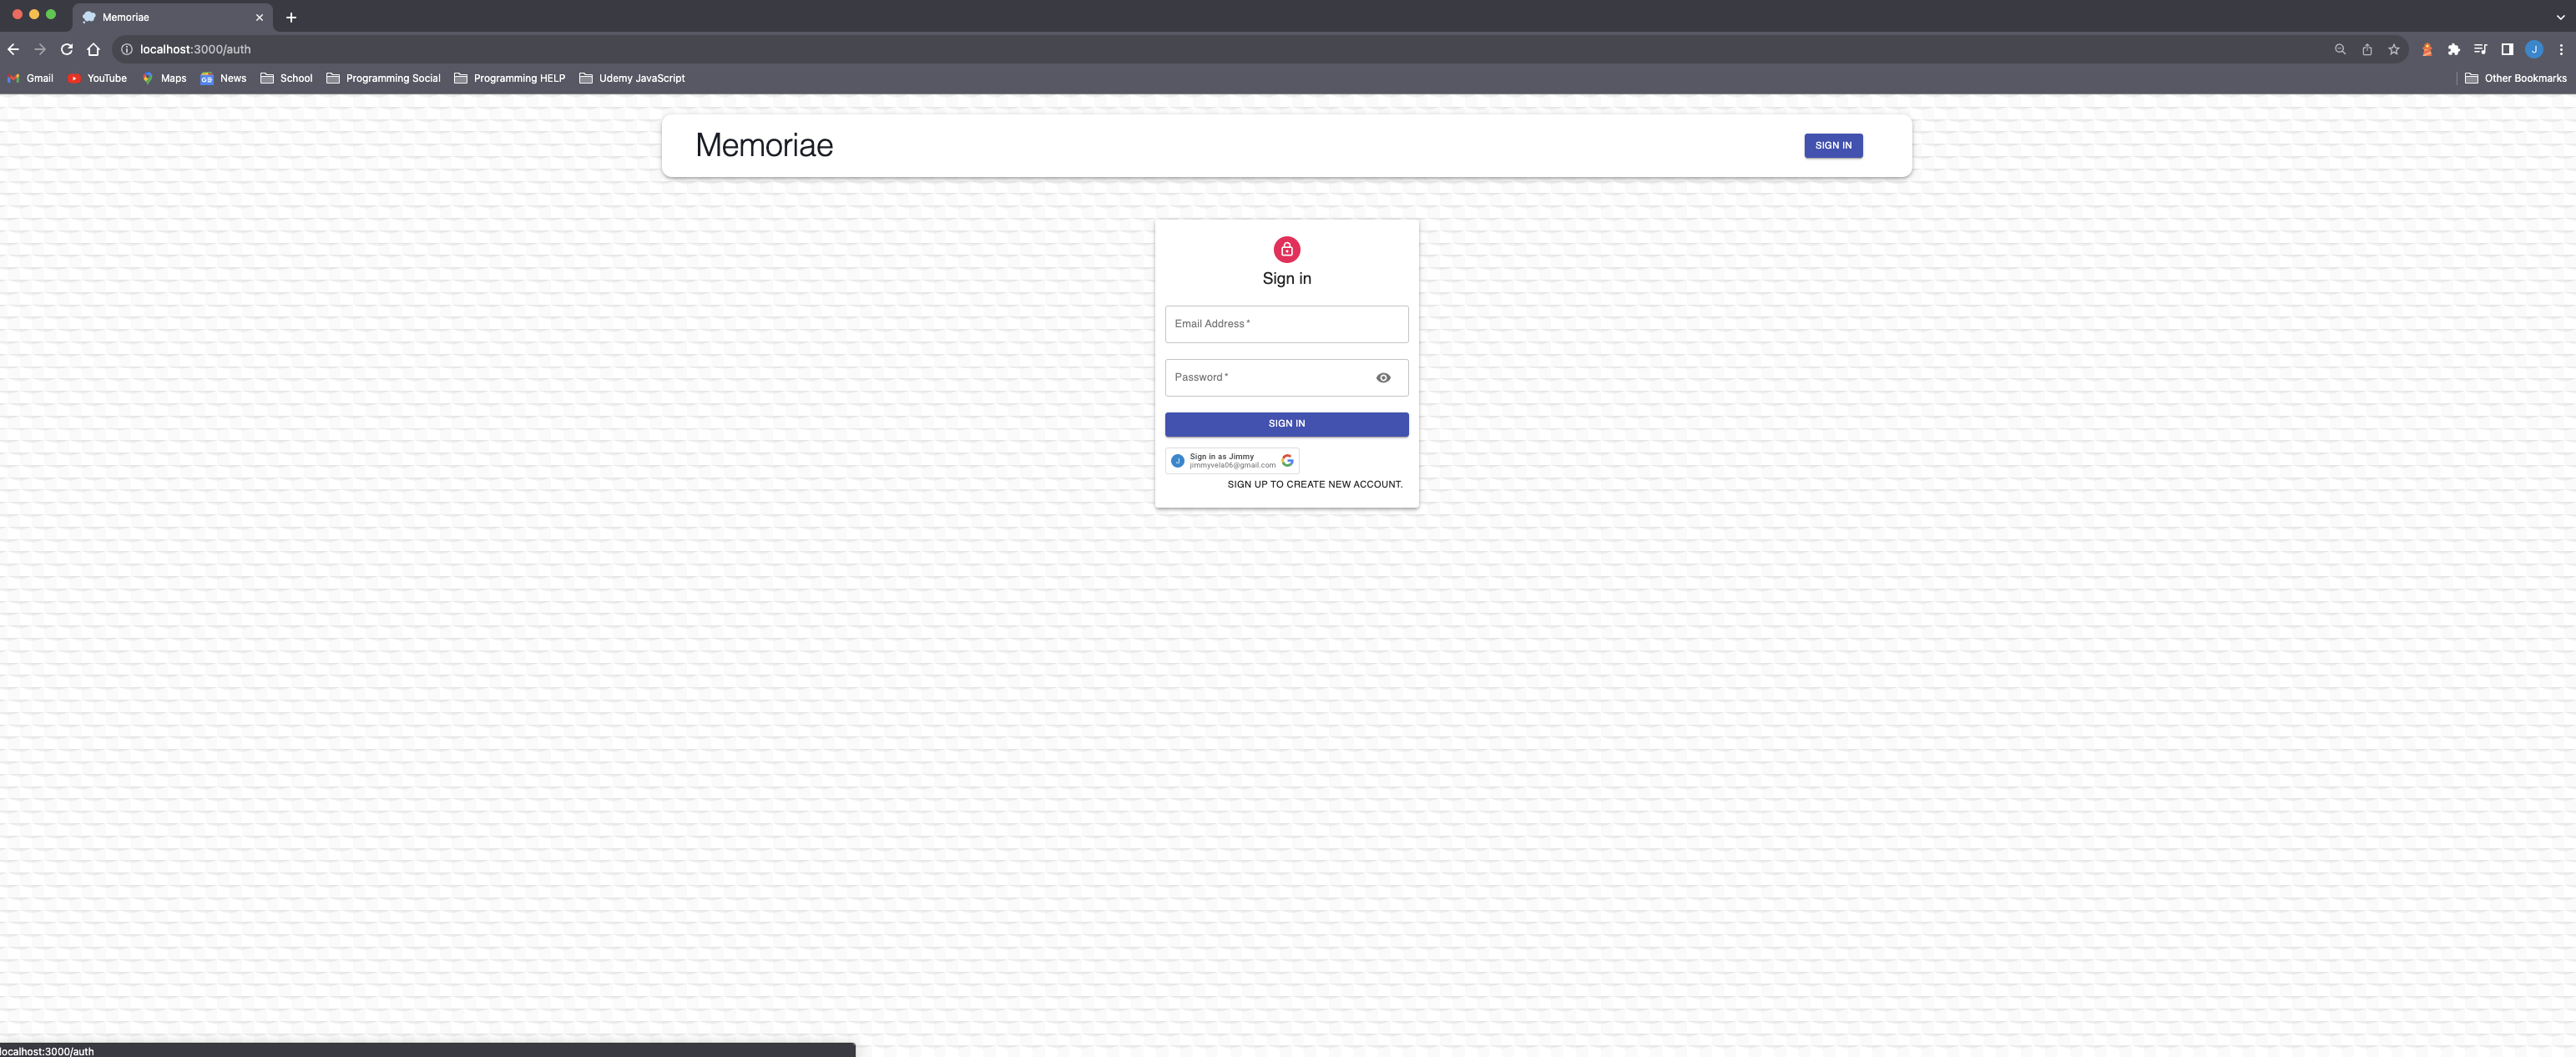 Memoriae
localhost:3000/auth
J
Gmail YouTube Maps News School Programming Social Programming HELP Udemy JavaScript Other Bookmarks
Memoriae SIGN IN
Sign in
Email Address *
Password *
SIGN IN
J Sign in as Jimmy
jimmyvela06@gmail.com
SIGN UP TO CREATE NEW ACCOUNT.
localhost:3000/auth